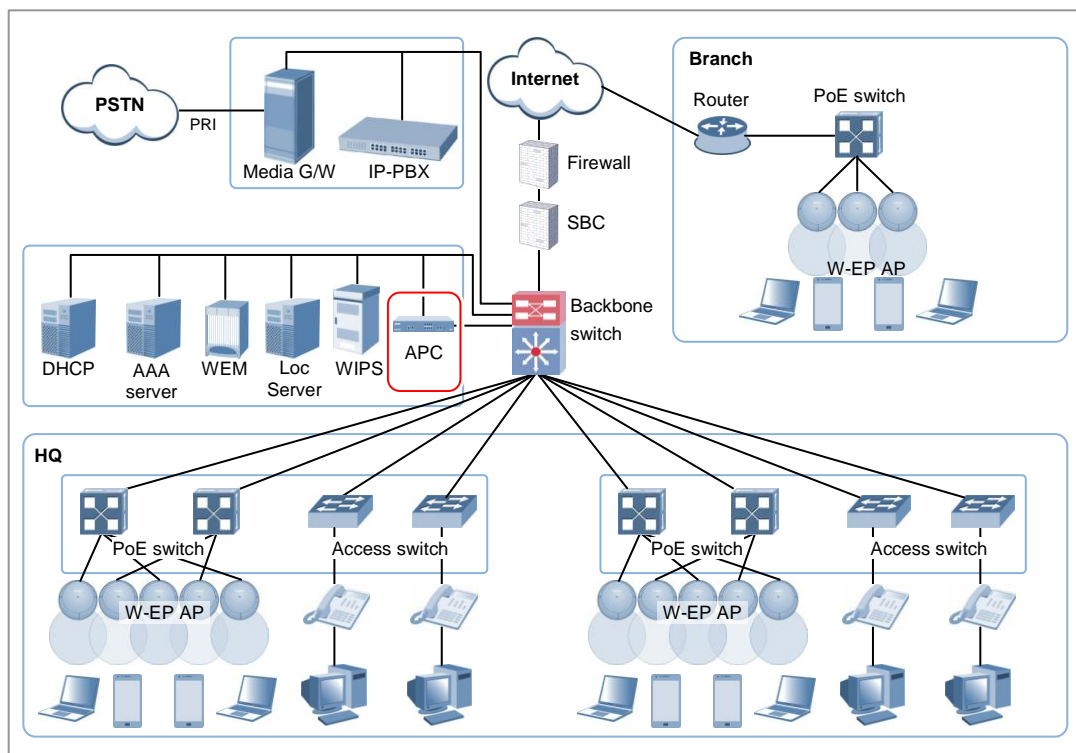 PSTN
PRI
Media G/W
IP-PBX
Internet
Firewall
SBC
Branch
Router
PoE switch
W-EP AP
Backbone
switch
DHCP
AAA
server
WEM
Loc
Server
WIPS
APC
HQ
PoE switch
Access switch
PoE switch
Access switch
W-EP AP
W-EP AP